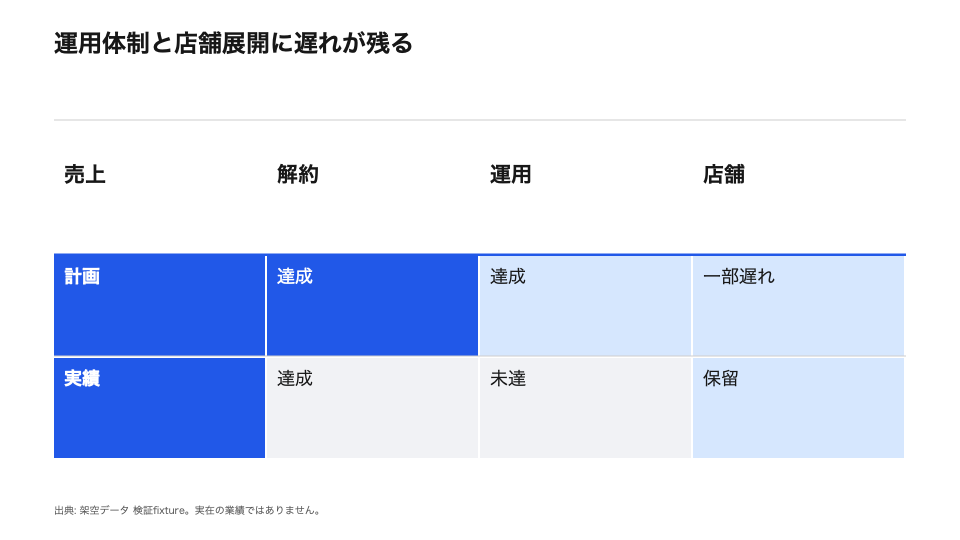 運用体制と店舗展開に遅れが残る
売上 解約 運用 店舗
計画 達成 達成 一部遅れ
実績 達成 未達 保留
出典: 架空データ 検証fixture。実在の業績ではありません。